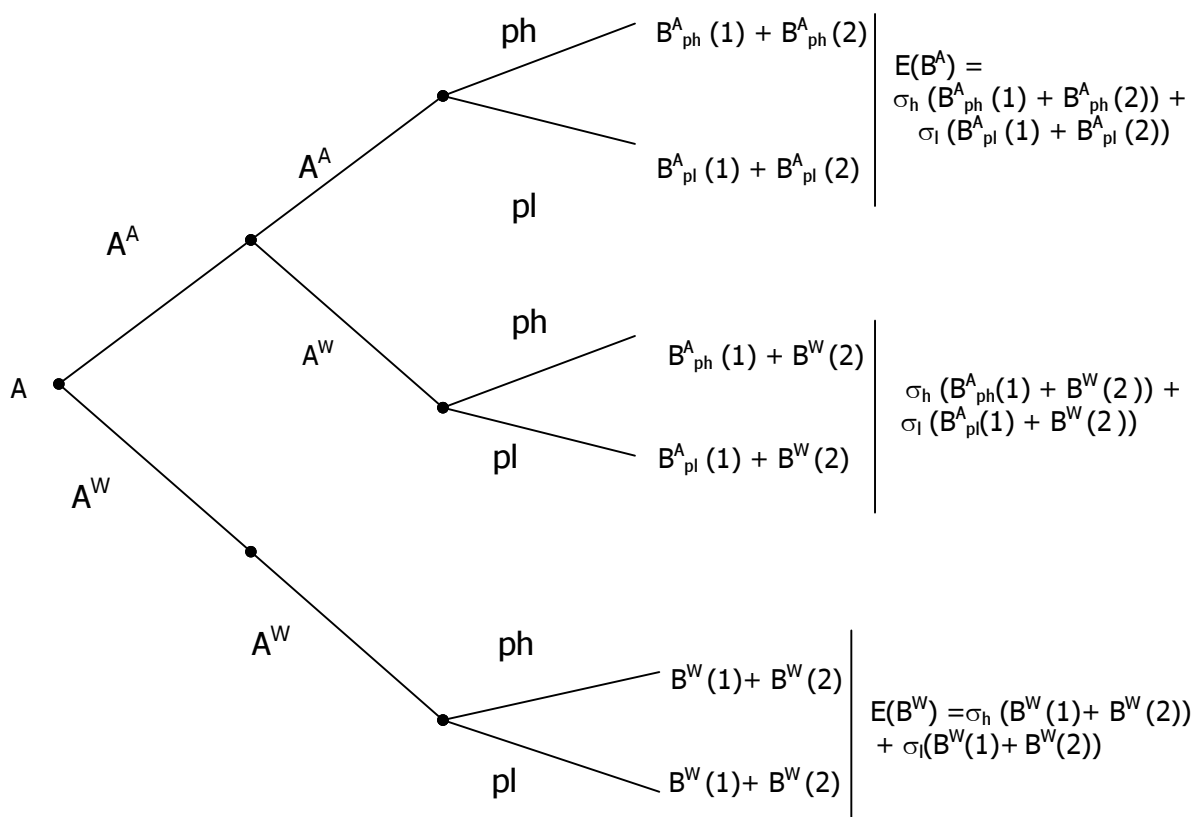 ph
B^A_ph (1) + B^A_ph (2)
E(B^A) =
σ_h (B^A_ph (1) + B^A_ph (2)) +
σ_l (B^A_pl (1) + B^A_pl (2))
A^A
B^A_pl (1) + B^A_pl (2)
pl
A^A
ph
A^W
B^A_ph (1) + B^W (2)
σ_h (B^A_ph(1) + B^W (2 )) +
σ_l (B^A_pl(1) + B^W (2 ))
A
B^A_pl (1) + B^W (2)
pl
A^W
A^W
ph
B^W (1)+ B^W (2)
E(B^W) =σ_h (B^W (1)+ B^W (2))
+ σ_l(B^W(1)+ B^W(2))
pl
B^W (1)+ B^W (2)